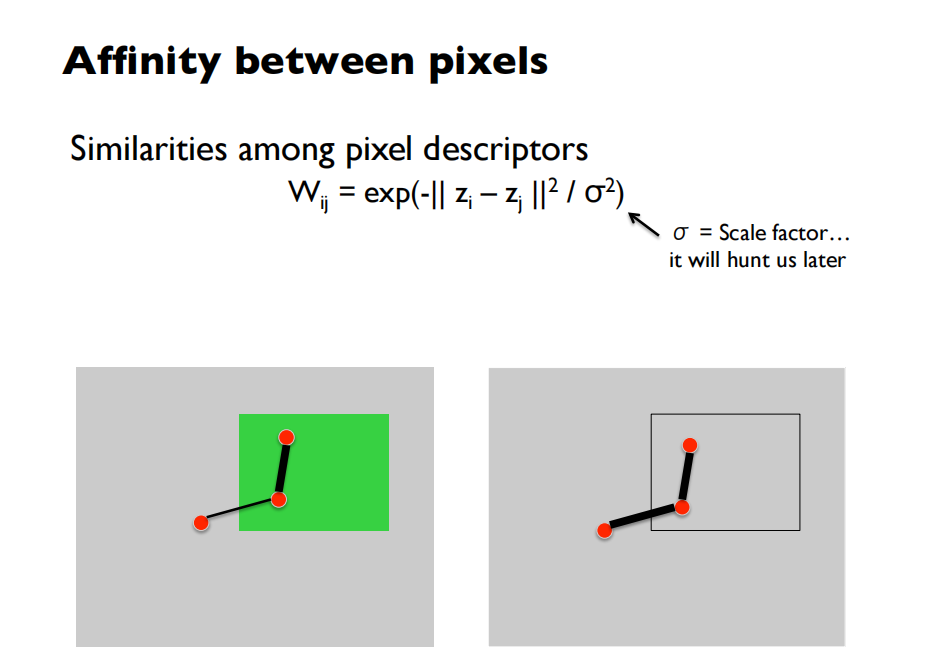 Affinity between pixels
Similarities among pixel descriptors
Wij = exp(-|| zi – zj ||² / σ²)
σ = Scale factor…
it will hunt us later